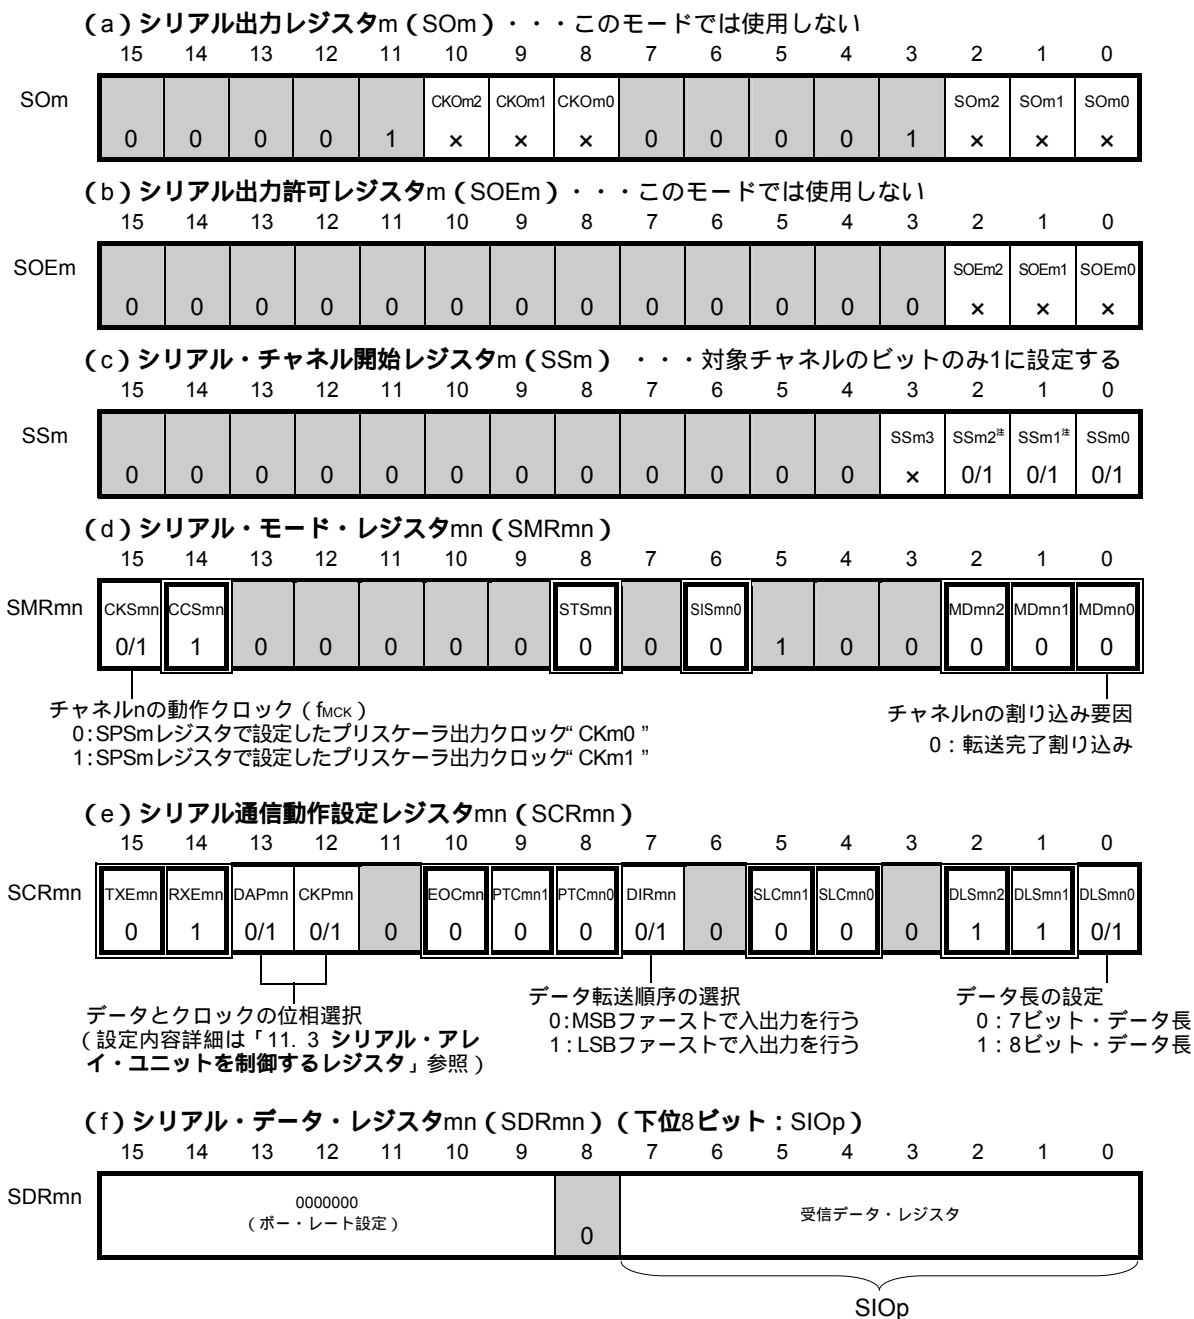 (a)シリアル出力レジスタm(SOm)・・・このモードでは使用しない
15 14 13 12 11 10 9 8 7 6 5 4 3 2 1 0
SOm
CKOm2 CKOm1 CKOm0 SOm2 SOm1 SOm0
0 0 0 0 1 × × × 0 0 0 0 1 × × ×
(b)シリアル出力許可レジスタm(SOEm)・・・このモードでは使用しない
15 14 13 12 11 10 9 8 7 6 5 4 3 2 1 0
SOEm
SOEm2 SOEm1 SOEm0
0 0 0 0 0 0 0 0 0 0 0 0 0 × × ×
(c)シリアル・チャネル開始レジスタm(SSm) ・・・対象チャネルのビットのみ1に設定する
15 14 13 12 11 10 9 8 7 6 5 4 3 2 1 0
SSm
SSm3 SSm2注 SSm1注 SSm0
0 0 0 0 0 0 0 0 0 0 0 0 × 0/1 0/1 0/1
(d)シリアル・モード・レジスタmn(SMRmn)
15 14 13 12 11 10 9 8 7 6 5 4 3 2 1 0
SMRmn
CKSmn CCSmn STSmn SISmn0 MDmn2 MDmn1 MDmn0
0/1 1 0 0 0 0 0 0 0 0 1 0 0 0 0 0
チャネルnの動作クロック(fMCK)
0:SPSmレジスタで設定したプリスケーラ出力クロック“CKm0”
1:SPSmレジスタで設定したプリスケーラ出力クロック“CKm1”
チャネルnの割り込み要因
0:転送完了割り込み
(e)シリアル通信動作設定レジスタmn(SCRmn)
15 14 13 12 11 10 9 8 7 6 5 4 3 2 1 0
SCRmn
TXEmn RXEmn DAPmn CKPmn EOCmn PTCmn1 PTCmn0 DIRmn SLCmn1 SLCmn0 DLSmn2 DLSmn1 DLSmn0
0 1 0/1 0/1 0 0 0 0 0/1 0 0 0 0 1 1 0/1
データとクロックの位相選択
(設定内容詳細は「11. 3 シリアル・アレ
イ・ユニットを制御するレジスタ」参照)
データ転送順序の選択
0:MSBファーストで入出力を行う
1:LSBファーストで入出力を行う
データ長の設定
0:7ビット・データ長
1:8ビット・データ長
(f)シリアル・データ・レジスタmn(SDRmn)(下位8ビット:SIOp)
15 14 13 12 11 10 9 8 7 6 5 4 3 2 1 0
SDRmn
0000000
(ボー・レート設定)
0
受信データ・レジスタ
SIOp